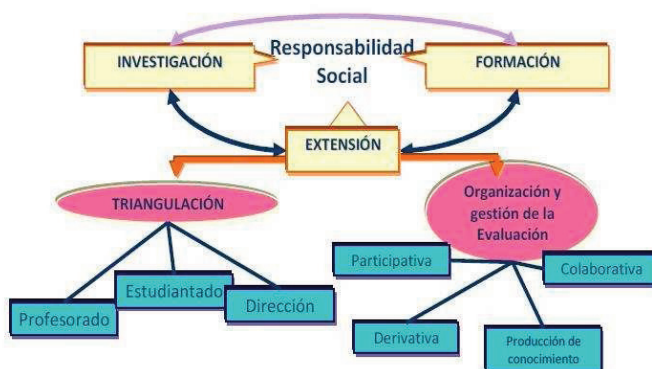 Responsabilidad
Social
INVESTIGACIÓN
FORMACIÓN
EXTENSIÓN
TRIANGULACIÓN
Organización y
gestión de la
Evaluación
Participativa
Colaborativa
Estudiantado
Profesorado
Dirección
Derivativa
Producción de
conocimiento